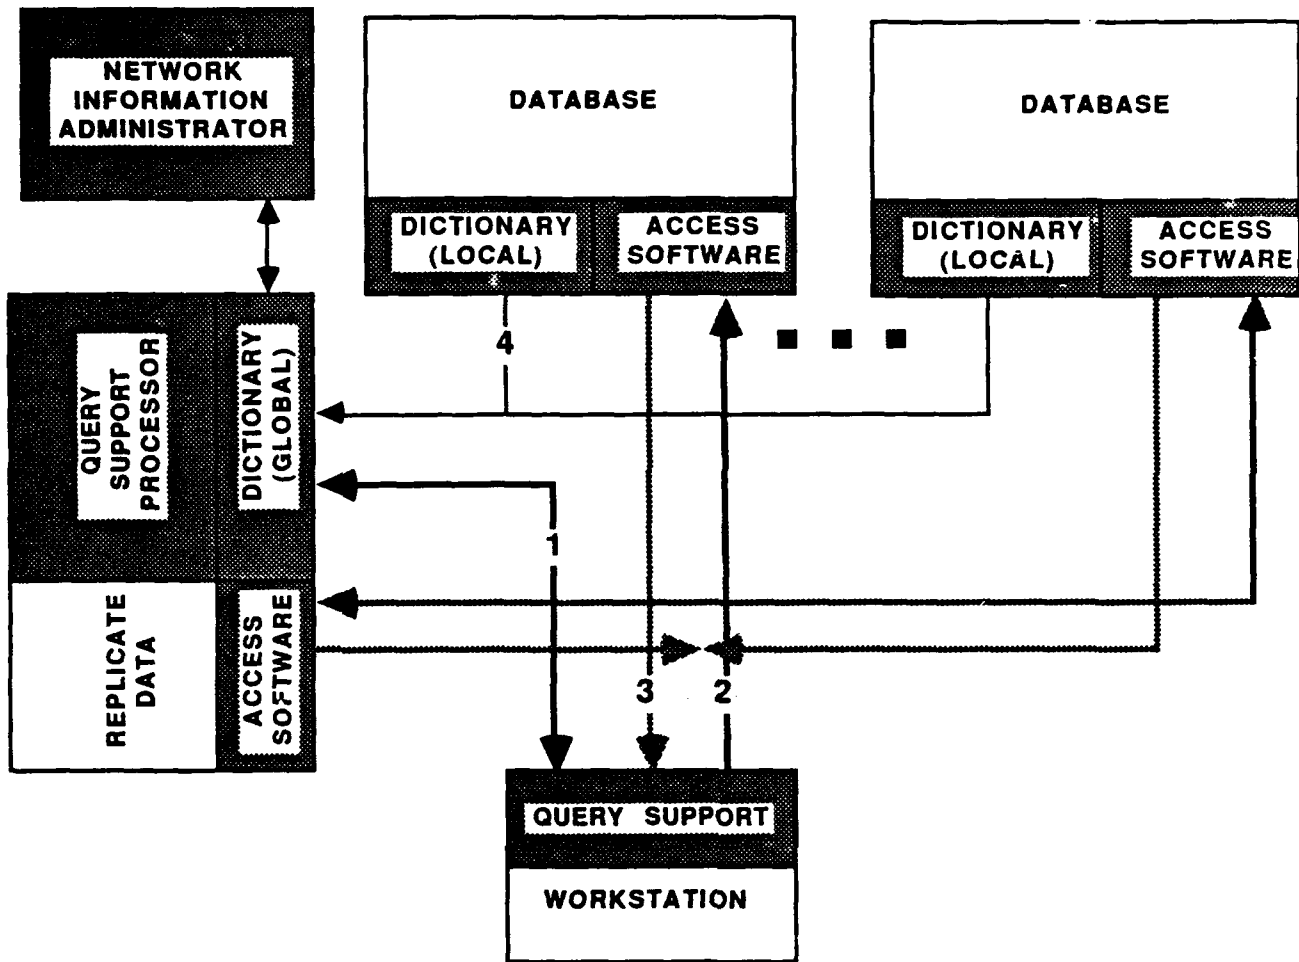 NETWORK
INFORMATION
ADMINISTRATOR
DATABASE
DATABASE
DICTIONARY
(LOCAL)
ACCESS
SOFTWARE
DICTIONARY
(LOCAL)
ACCESS
SOFTWARE
4
QUERY
SUPPORT
PROCESSOR
DICTIONARY
(GLOBAL)
1
REPLICATE
DATA
ACCESS
SOFTWARE
3
2
QUERY SUPPORT
WORKSTATION